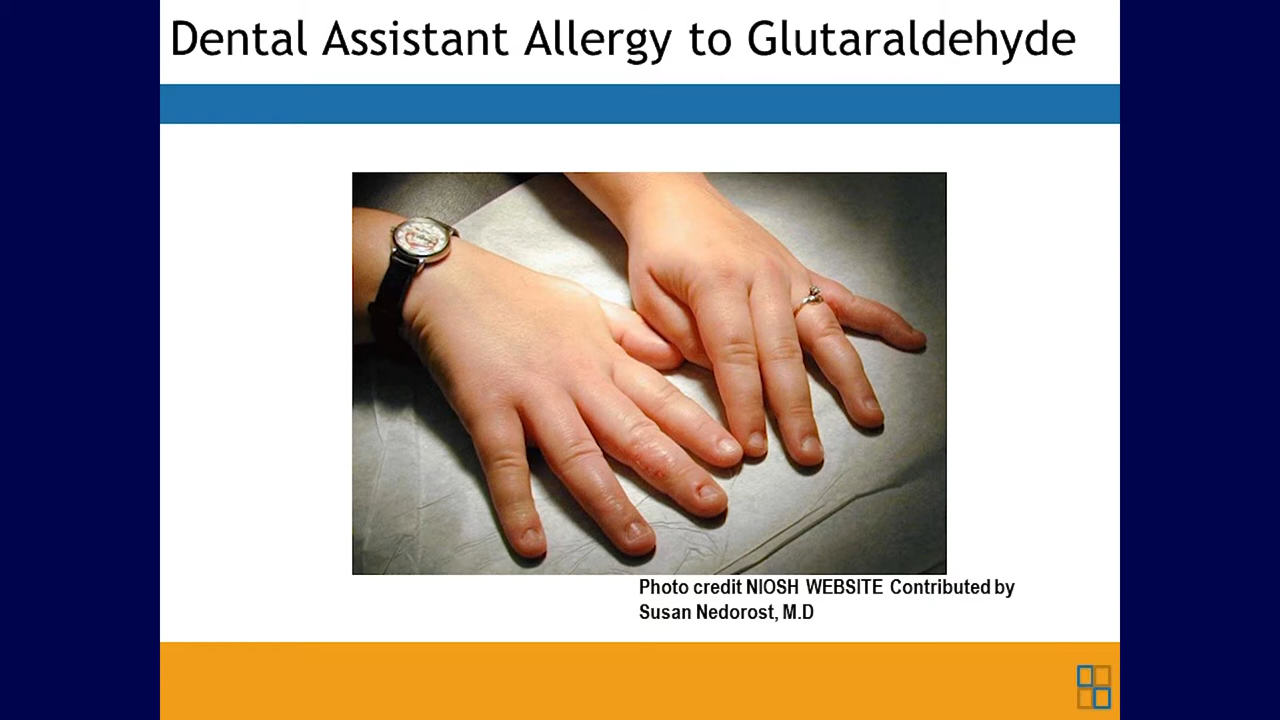 Dental Assistant Allergy to Glutaraldehyde
Photo credit NIOSH WEBSITE Contributed by
Susan Nedorost, M.D